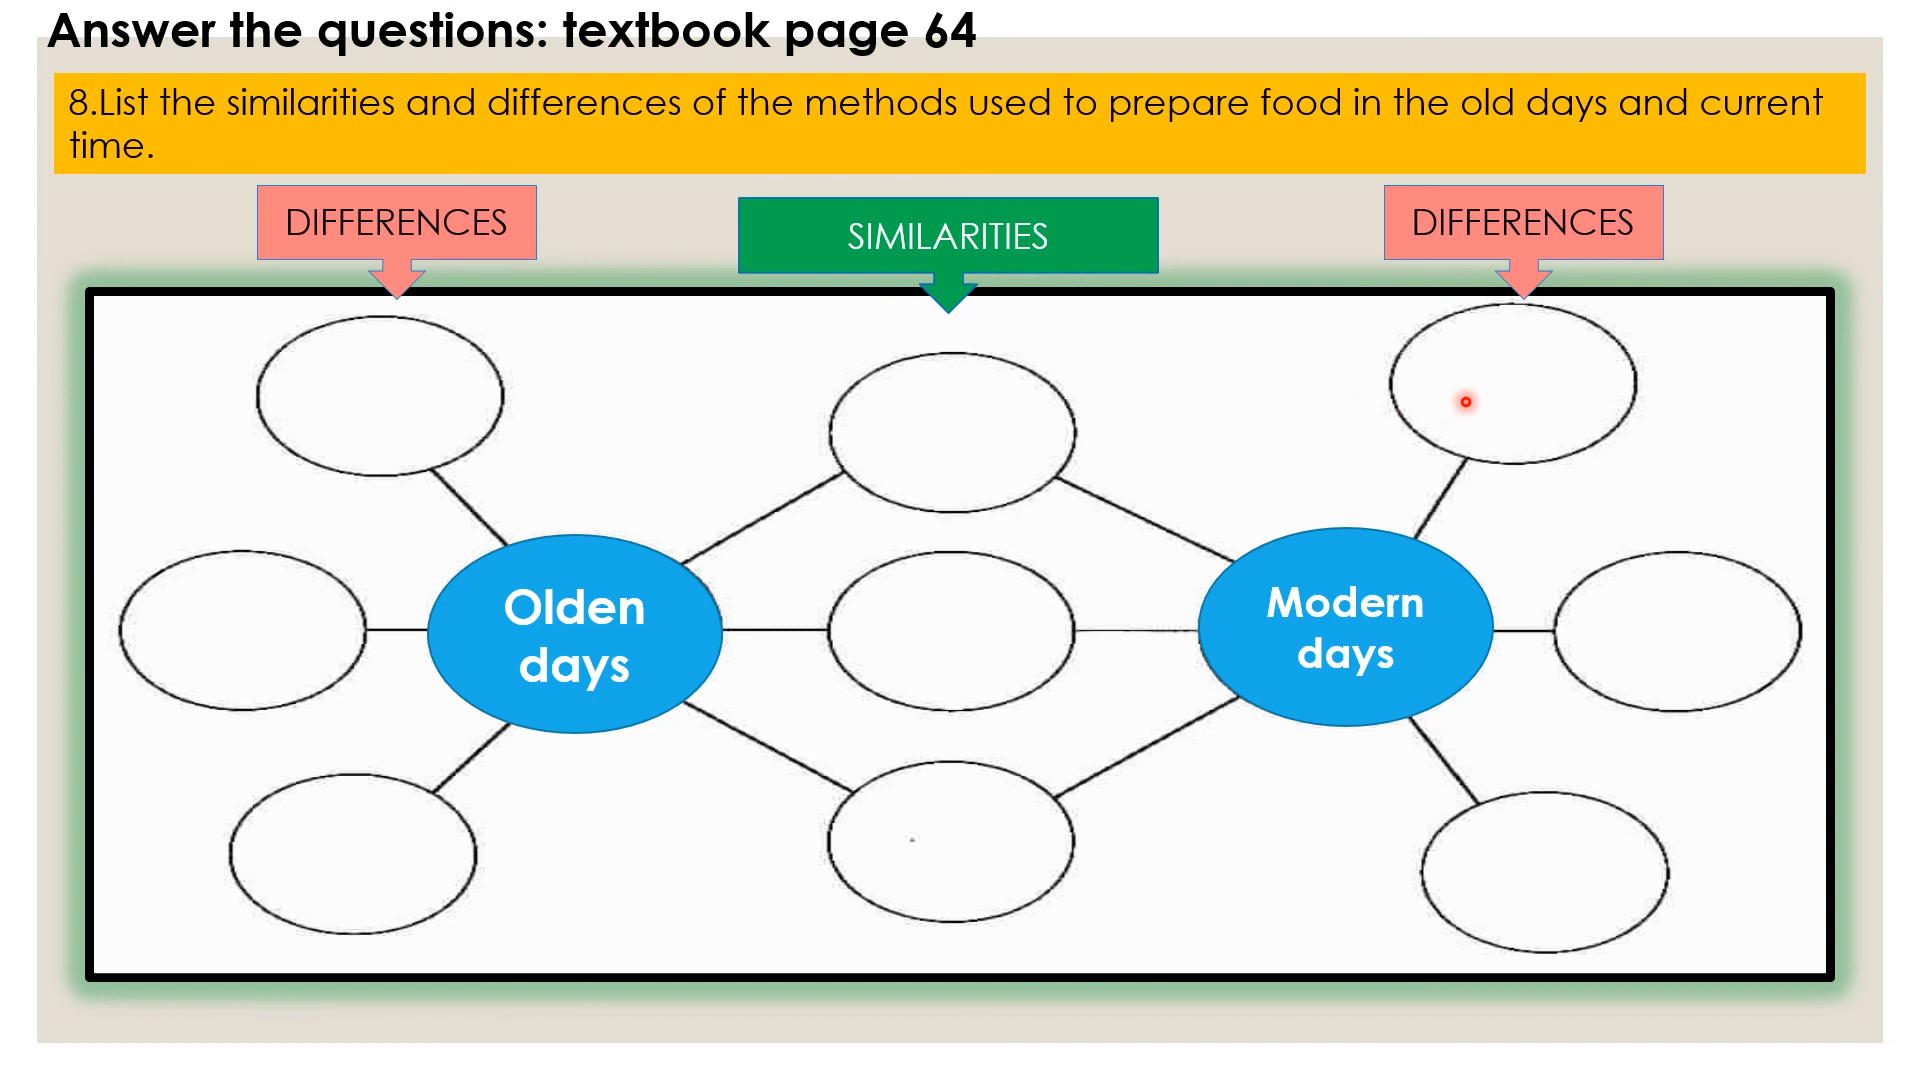 Answer the questions: textbook page 64
8.List the similarities and differences of the methods used to prepare food in the old days and current
time.
DIFFERENCES
SIMILARITIES
DIFFERENCES
Olden
days
Modern
days